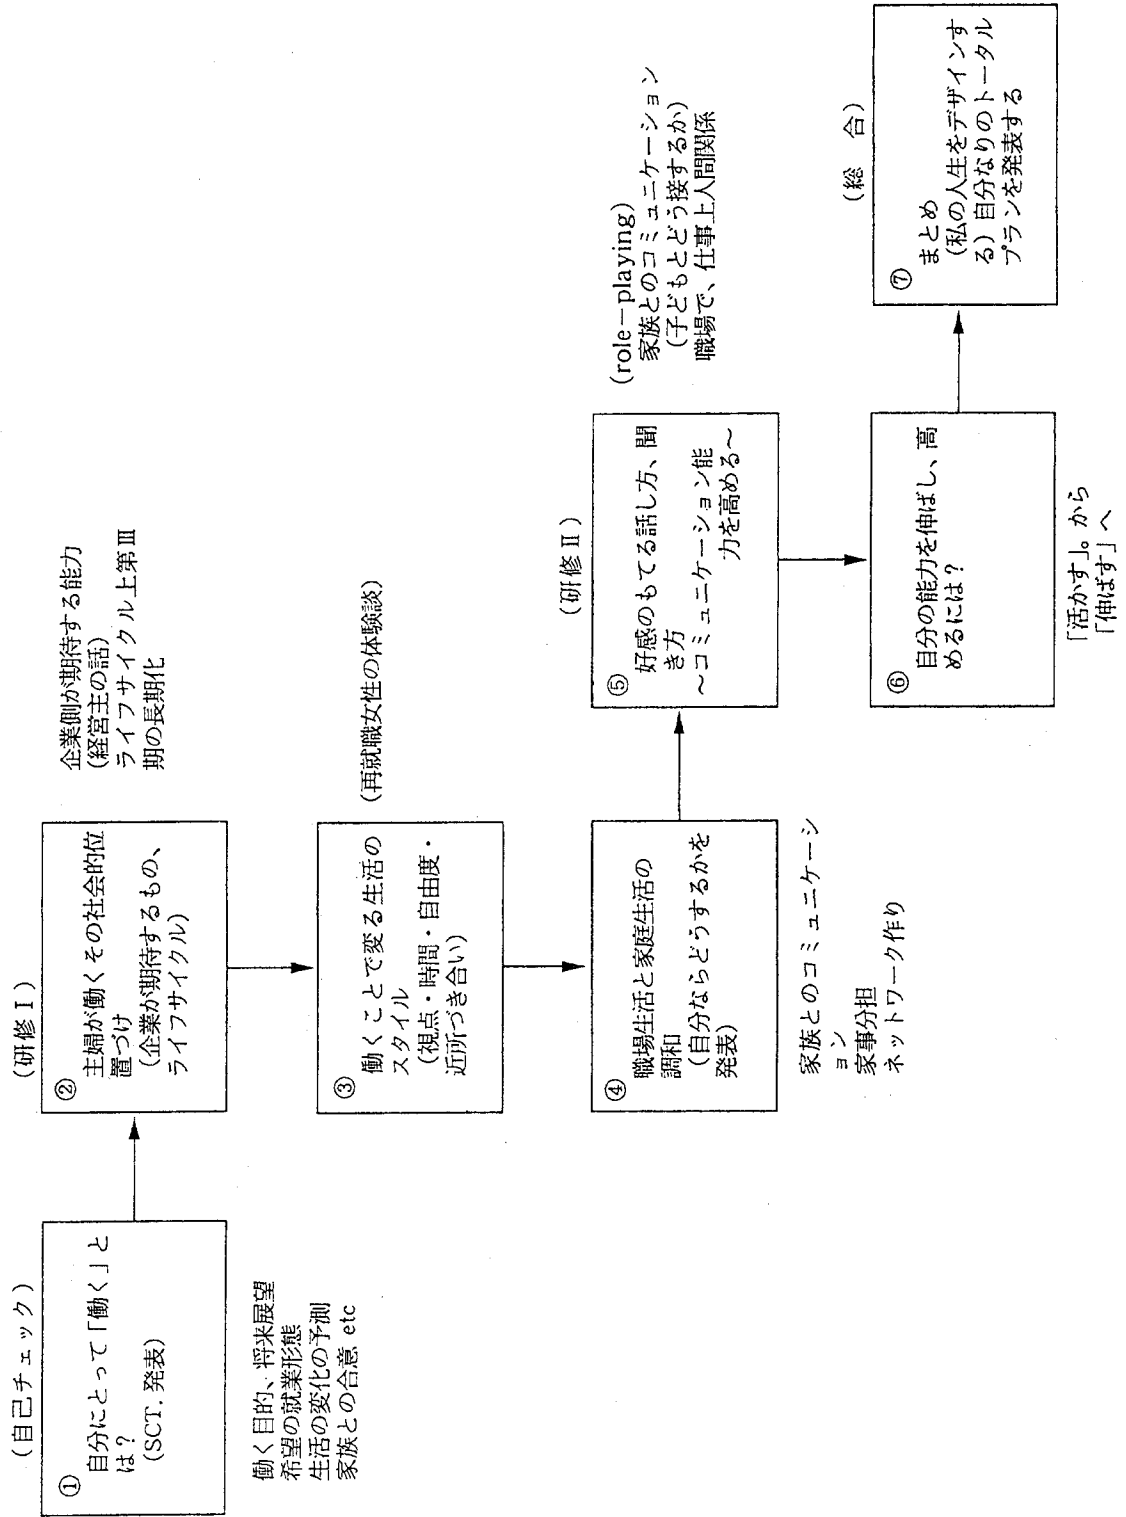 (自己チェック)
①
自分にとって「働く」と
は?
(SCT.発表)
働く目的、将来展望
希望の就業形態
生活の変化の予測
家族との合意 etc
(研修Ⅰ)
②
主婦が働くその社会的位
置づけ
(企業が期待するもの、
ライフサイクル)
企業側が期待する能力
(経営主の話)
ライフサイクル上第Ⅲ
期の長期化
③
働くことで変る生活の
スタイル
(視点・時間・自由度・
近所づき合い)
(再就職女性の体験談)
④
職場生活と家庭生活の
調和
(自分ならどうするかを
発表)
家族とのコミュニケーシ
ョン
家事分担
ネットワーク作り
(研修Ⅱ)
⑤
好感のもてる話し方、聞
き方
~コミュニケーション能
力を高める~
(role-playing)
家族とのコミュニケーション
(子どもとどう接するか)
職場で、仕事上人間関係
⑥
自分の能力を伸ばし、高
めるには?
「活かす」。から
「伸ばす」へ
(総 合)
⑦
まとめ
(私の人生をデザインす
る)自分なりのトータル
プランを発表する